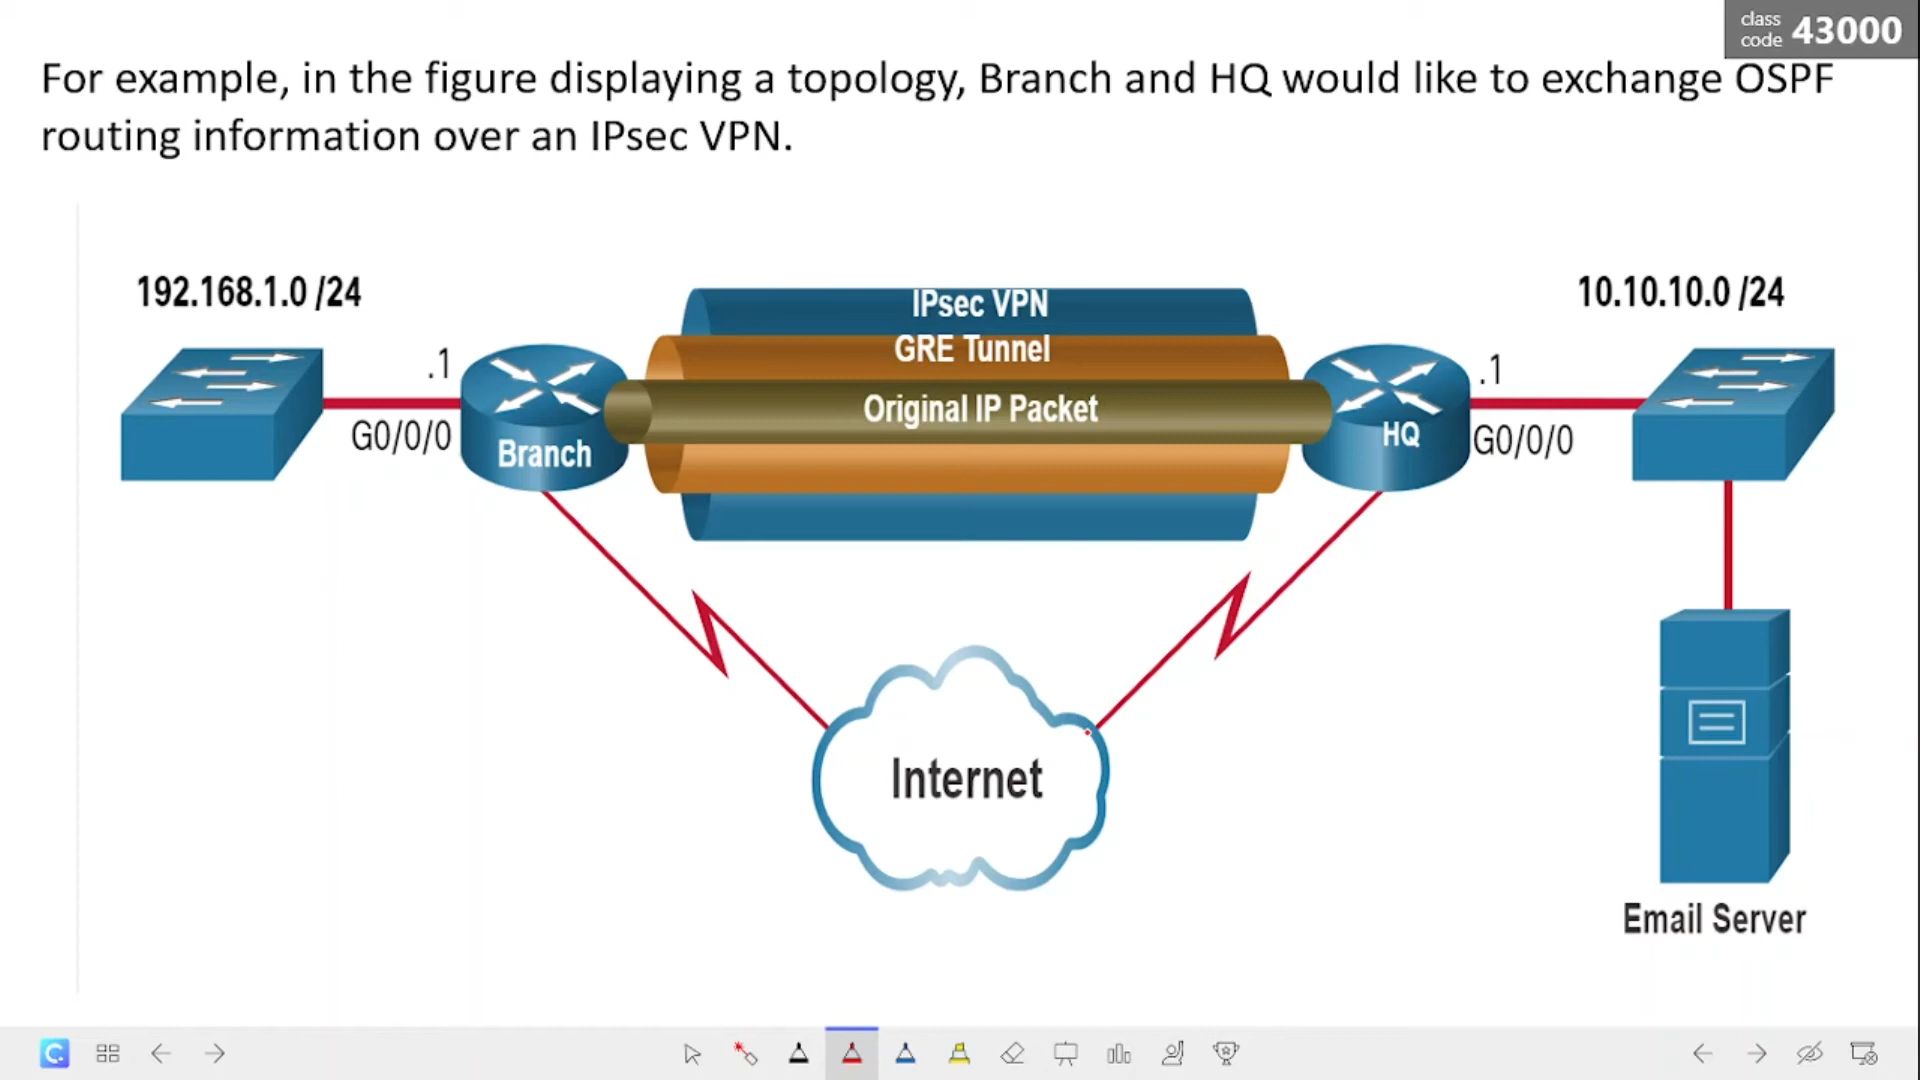 class
code 43000
For example, in the figure displaying a topology, Branch and HQ would like to exchange OSPF
routing information over an IPsec VPN.
192.168.1.0 /24
10.10.10.0 /24
IPsec VPN
GRE Tunnel
Original IP Packet
.1
G0/0/0
Branch
HQ
.1
G0/0/0
Internet
Email Server